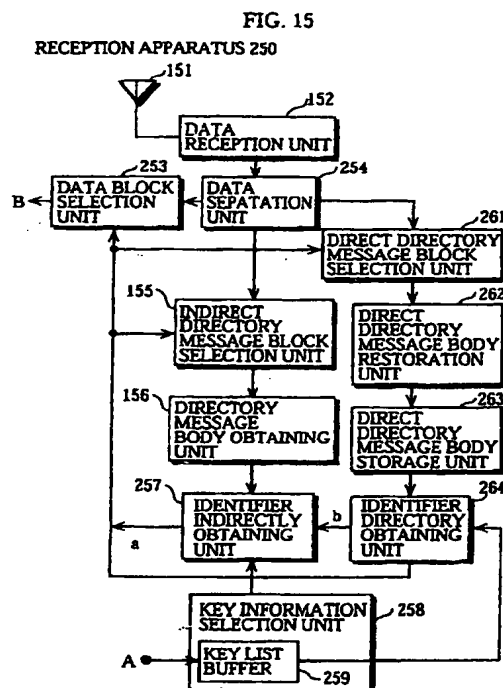 FIG. 15
RECEPTION APPARATUS 250
151
152
DATA
RECEPTION UNIT
253
254
B
DATA BLOCK
SELECTION
UNIT
DATA
SEPATATION
UNIT
261
DIRECT DIRECTORY
MESSAGE BLOCK
SELECTION UNIT
155
262
INDIRECT
DIRECTORY
MESSAGE BLOCK
SELECTION UNIT
DIRECT
DIRECTORY
MESSAGE BODY
RESTORATION
UNIT
156
263
DIRECTORY
MESSAGE
BODY OBTAINING
UNIT
DIRECT
DIRECTORY
MESSAGE BODY
STORAGE UNIT
257
264
IDENTIFIER
INDIRECTLY
OBTAINING
UNIT
b
IDENTIFIER
DIRECTORY
OBTAINING
UNIT
a
KEY INFORMATION
SELECTION UNIT
258
A
KEY LIST
BUFFER
259